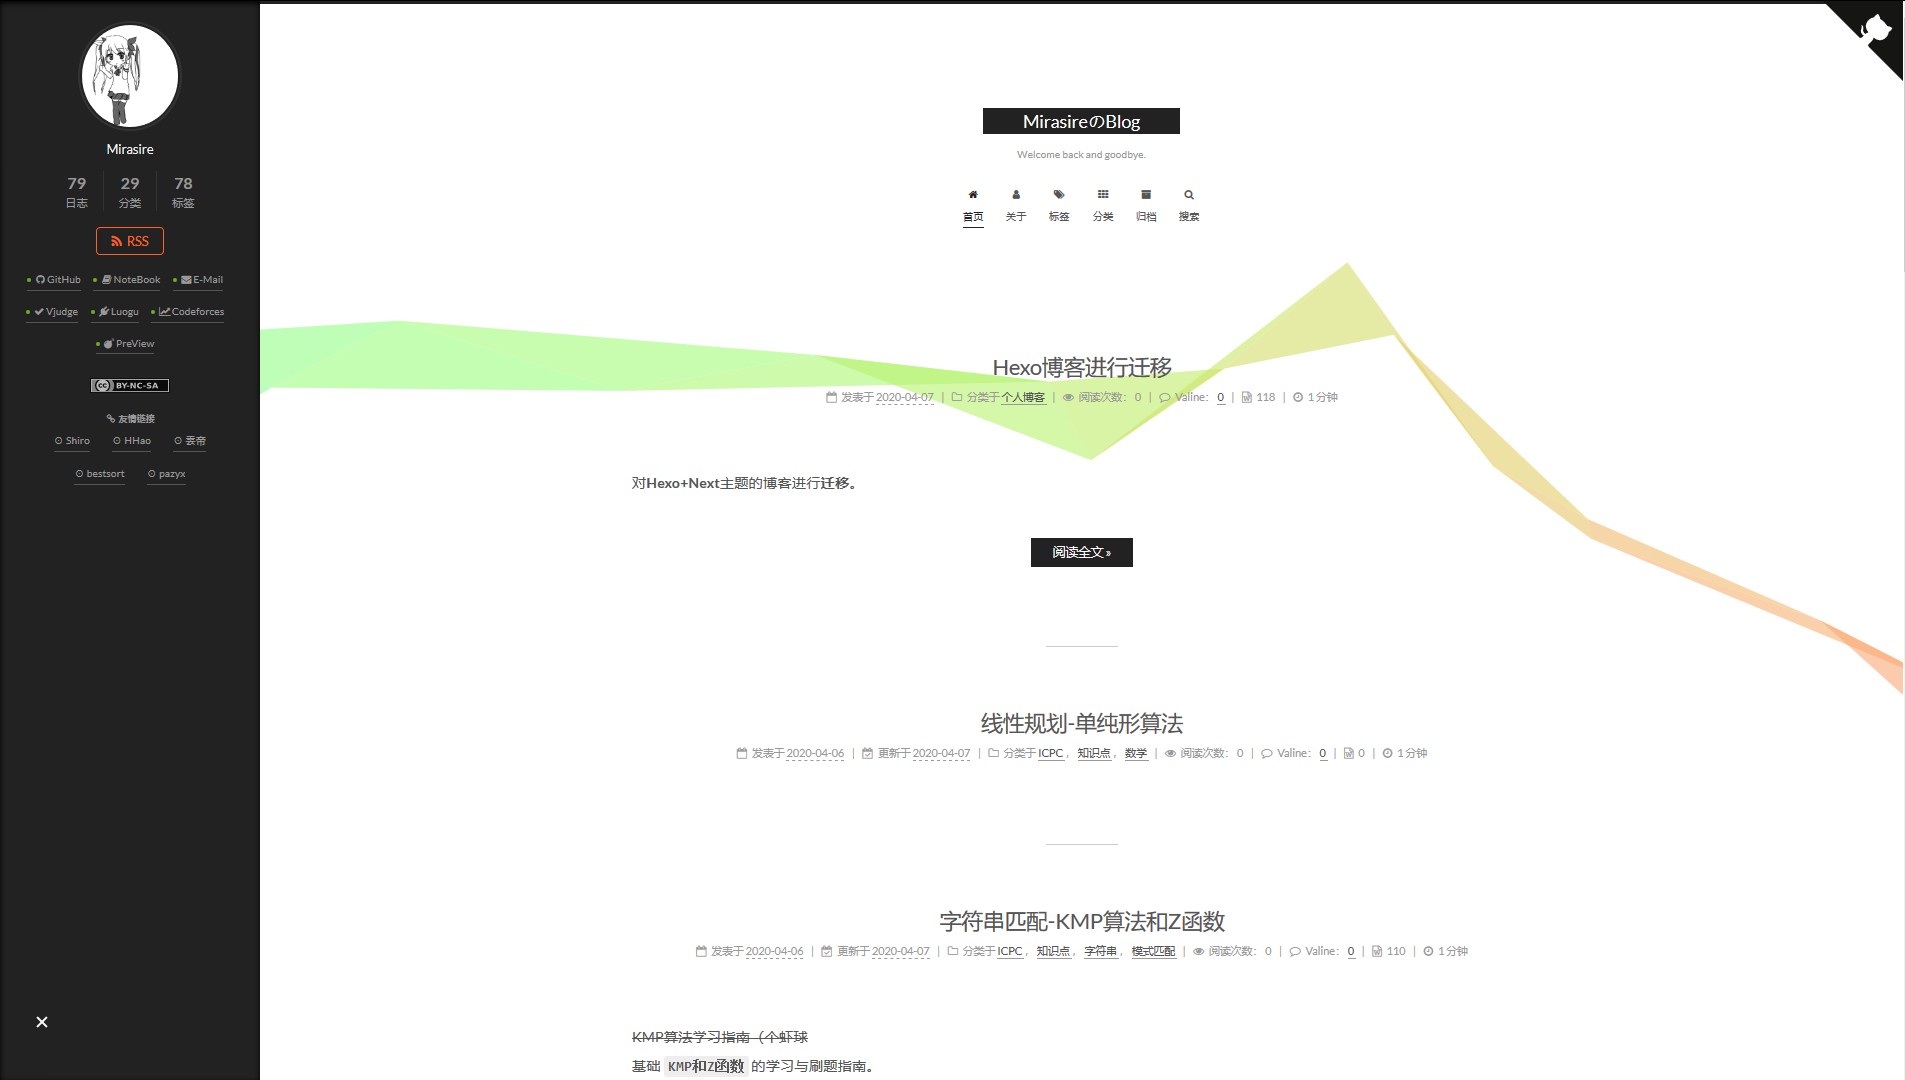 Mirasire
79 29 78
日志 分类 标签
RSS
GitHub NoteBook E-Mail
Vjudge Luogu Codeforces
PreView
cc BY-NC-SA
友情链接
Shiro HHao 雲帝
bestsort pazyx
MirasireのBlog
Welcome back and goodbye.
首页 关于 标签 分类 归档 搜索
Hexo博客进行迁移
发表于 2020-04-07 | 分类于 个人博客 | 阅读次数： 0 | Valine： 0 | 118 | 1 分钟
对Hexo+Next主题的博客进行迁移。
阅读全文 »
线性规划-单纯形算法
发表于 2020-04-06 | 更新于 2020-04-07 | 分类于 ICPC ， 知识点 ， 数学 | 阅读次数： 0 | Valine： 0 | 0 | 1 分钟
字符串匹配-KMP算法和Z函数
发表于 2020-04-06 | 更新于 2020-04-07 | 分类于 ICPC ， 知识点 ， 字符串 ， 模式匹配 | 阅读次数： 0 | Valine： 0 | 110 | 1 分钟
KMP算法学习指南（个虾球
基础 KMP和Z函数 的学习与刷题指南。